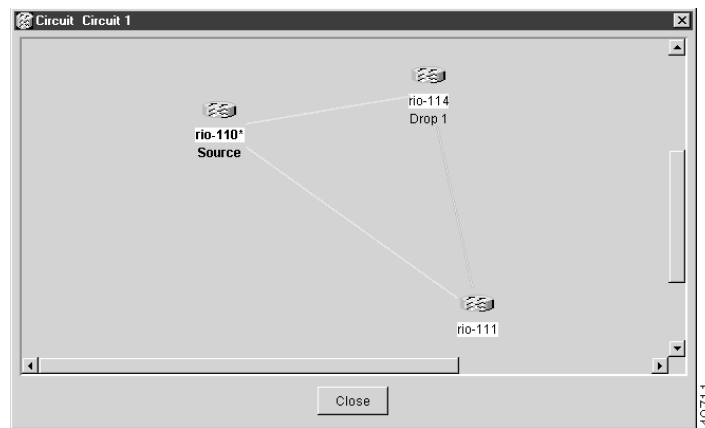 Circuit Circuit 1
rio-114
Drop 1
rio-110*
Source
rio-111
Close